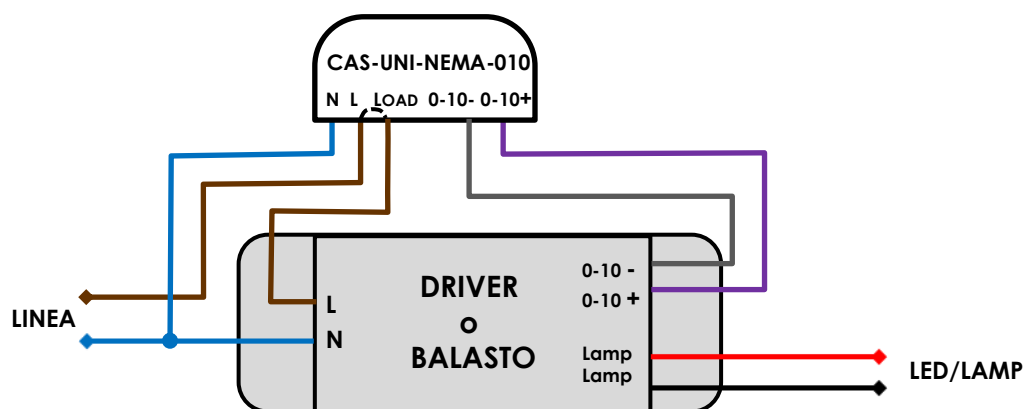 CAS-UNI-NEMA-010
N L LOAD 0-10- 0-10+
0-10 -
0-10 +
DRIVER
o
BALASTO
L
N
LINEA
Lamp
Lamp
LED/LAMP